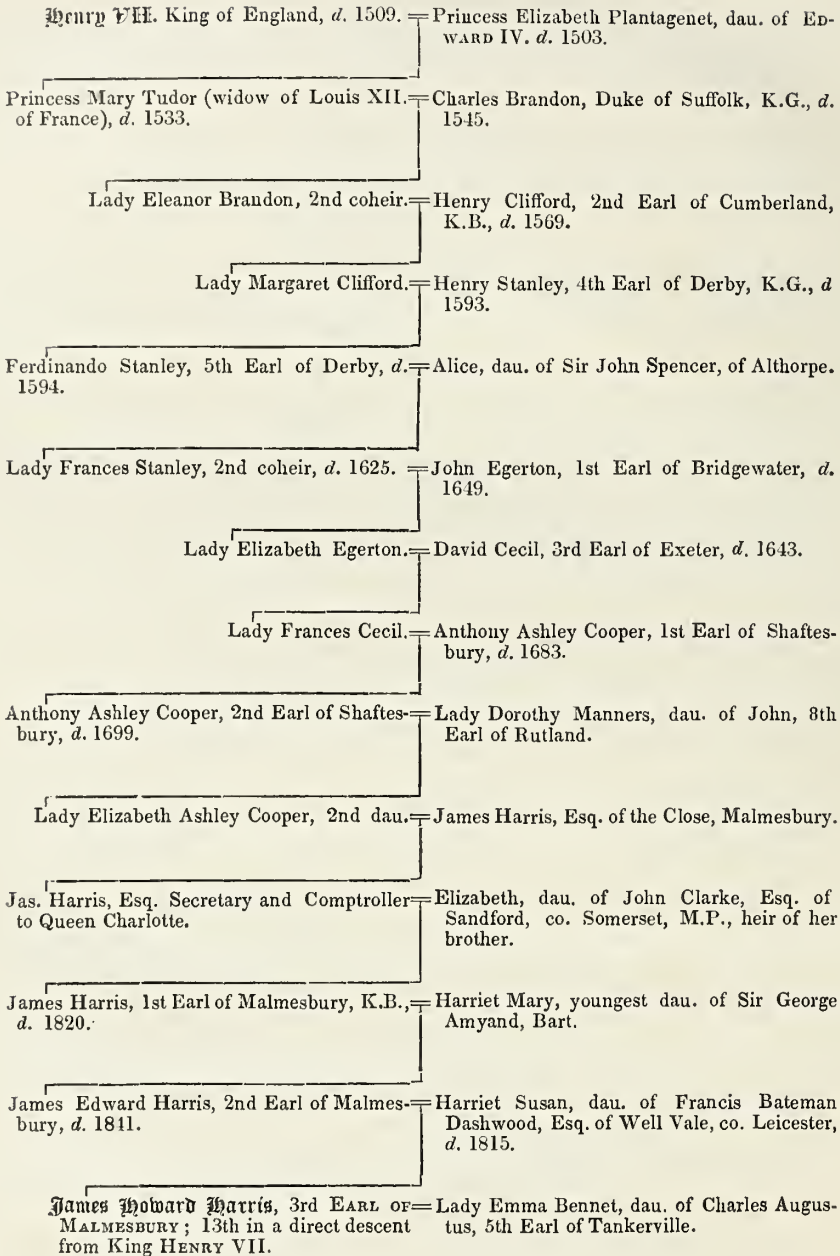 Henry VII. King of England, d. 1509. = Princess Elizabeth Plantagenet, dau. of ED-
WARD IV. d. 1503.
Princess Mary Tudor (widow of Louis XII. = Charles Brandon, Duke of Suffolk, K.G., d.
of France), d. 1533. 1545.
Lady Eleanor Brandon, 2nd coheir. = Henry Clifford, 2nd Earl of Cumberland,
K.B., d. 1569.
Lady Margaret Clifford. = Henry Stanley, 4th Earl of Derby, K.G., d
1593.
Ferdinando Stanley, 5th Earl of Derby, d. = Alice, dau. of Sir John Spencer, of Althorpe.
1594.
Lady Frances Stanley, 2nd coheir, d. 1625. = John Egerton, 1st Earl of Bridgewater, d.
1649.
Lady Elizabeth Egerton. = David Cecil, 3rd Earl of Exeter, d. 1643.
Lady Frances Cecil. = Anthony Ashley Cooper, 1st Earl of Shaftes-
bury, d. 1683.
Anthony Ashley Cooper, 2nd Earl of Shaftes- = Lady Dorothy Manners, dau. of John, 8th
bury, d. 1699. Earl of Rutland.
Lady Elizabeth Ashley Cooper, 2nd dau. = James Harris, Esq. of the Close, Malmesbury.
Jas. Harris, Esq. Secretary and Comptroller = Elizabeth, dau. of John Clarke, Esq. of
to Queen Charlotte. Sandford, co. Somerset, M.P., heir of her
brother.
James Harris, 1st Earl of Malmesbury, K.B., = Harriet Mary, youngest dau. of Sir George
d. 1820. Amyand, Bart.
James Edward Harris, 2nd Earl of Malmes- = Harriet Susan, dau. of Francis Bateman
bury, d. 1841. Dashwood, Esq. of Well Vale, co. Leicester,
d. 1815.
James Howard Harris, 3rd EARL OF = Lady Emma Bennet, dau. of Charles Augus-
MALMESBURY; 13th in a direct descent tus, 5th Earl of Tankerville.
from King HENRY VII.